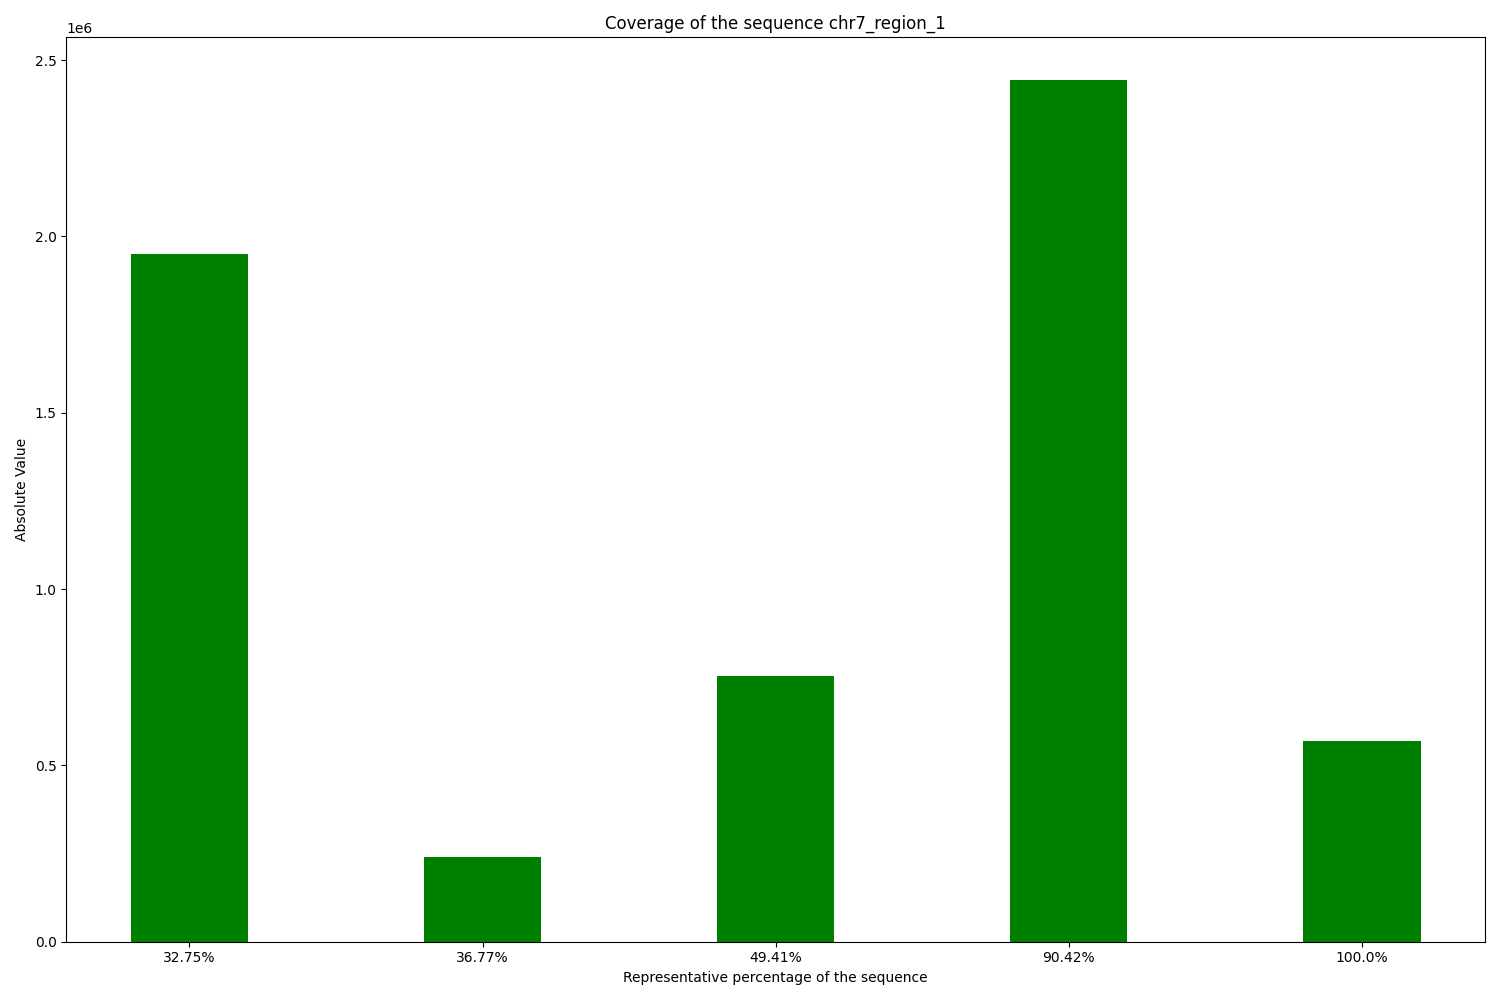 Coverage of the sequence chr7_region_1
1e6
2.5
2.0
1.5
1.0
0.5
0.0
Absolute Value
32.75% 36.77% 49.41% 90.42% 100.0%
Representative percentage of the sequence